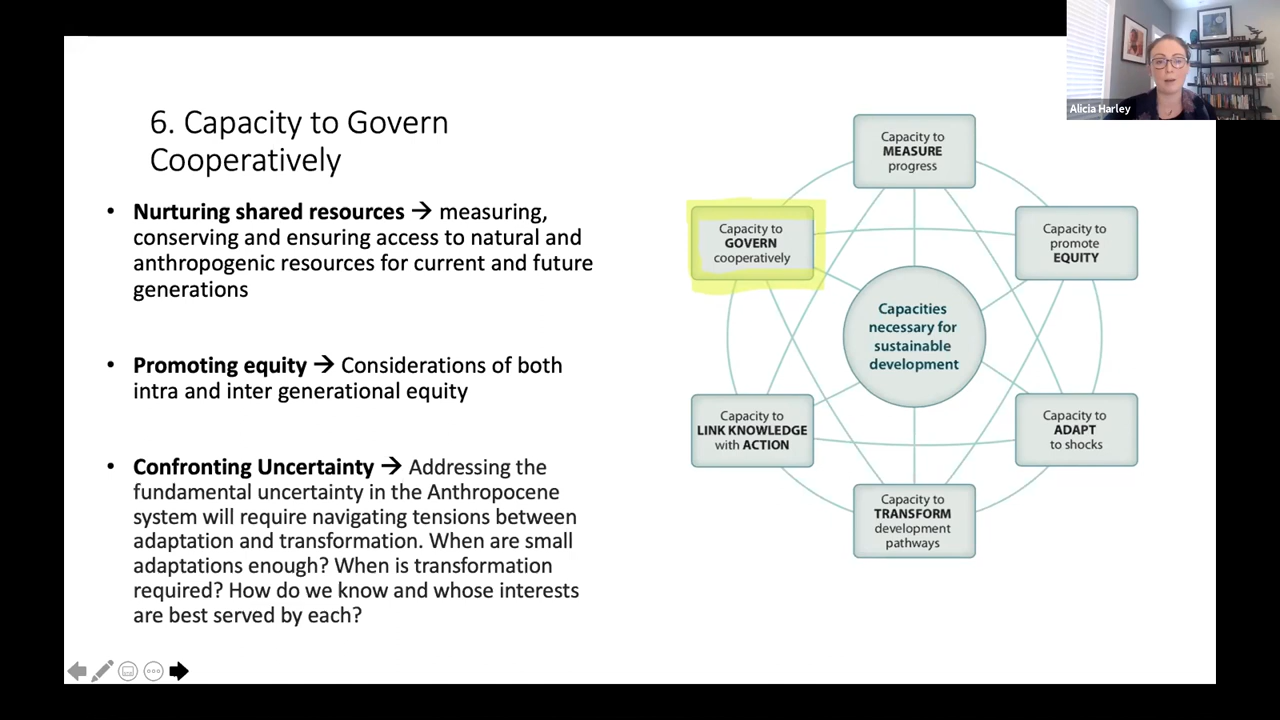 Alicia Harley
6. Capacity to Govern
Cooperatively
• Nurturing shared resources → measuring,
conserving and ensuring access to natural and
anthropogenic resources for current and future
generations
• Promoting equity → Considerations of both
intra and inter generational equity
• Confronting Uncertainty → Addressing the
fundamental uncertainty in the Anthropocene
system will require navigating tensions between
adaptation and transformation. When are small
adaptations enough? When is transformation
required? How do we know and whose interests
are best served by each?
Capacity to
MEASURE
progress
Capacity to
GOVERN
cooperatively
Capacity to
promote
EQUITY
Capacities
necessary for
sustainable
development
Capacity to
LINK KNOWLEDGE
with ACTION
Capacity to
ADAPT
to shocks
Capacity to
TRANSFORM
development
pathways